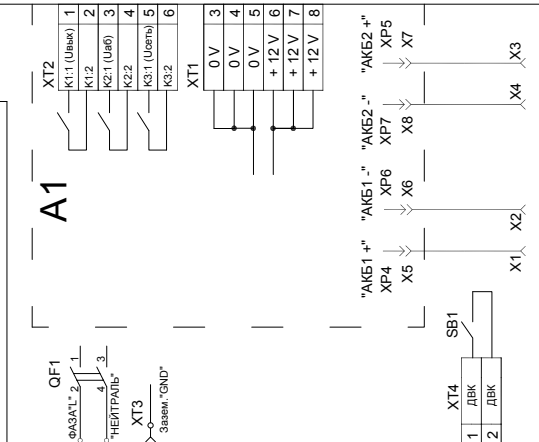 XT2
K1:1 (Uвых) 1
K1:2 2
K2:1 (Uаб) 3
K2:2 4
K3:1 (Uсеть) 5
K3:2 6
XT1
0 V 3
0 V 4
0 V 5
+ 12 V 6
+ 12 V 7
+ 12 V 8
"АКБ2 +"
XP5
X7
X3
"АКБ2 -"
XP7
X8
X4
A1
"АКБ1 -"
XP6
X6
X2
"АКБ1 +"
XP4
X5
X1
QF1
ФАЗА"L" 2 1
"НЕЙТРАЛЬ" 4 3
XT3
Зазем."GND"
SB1
XT4
1 ДВК
2 ДВК